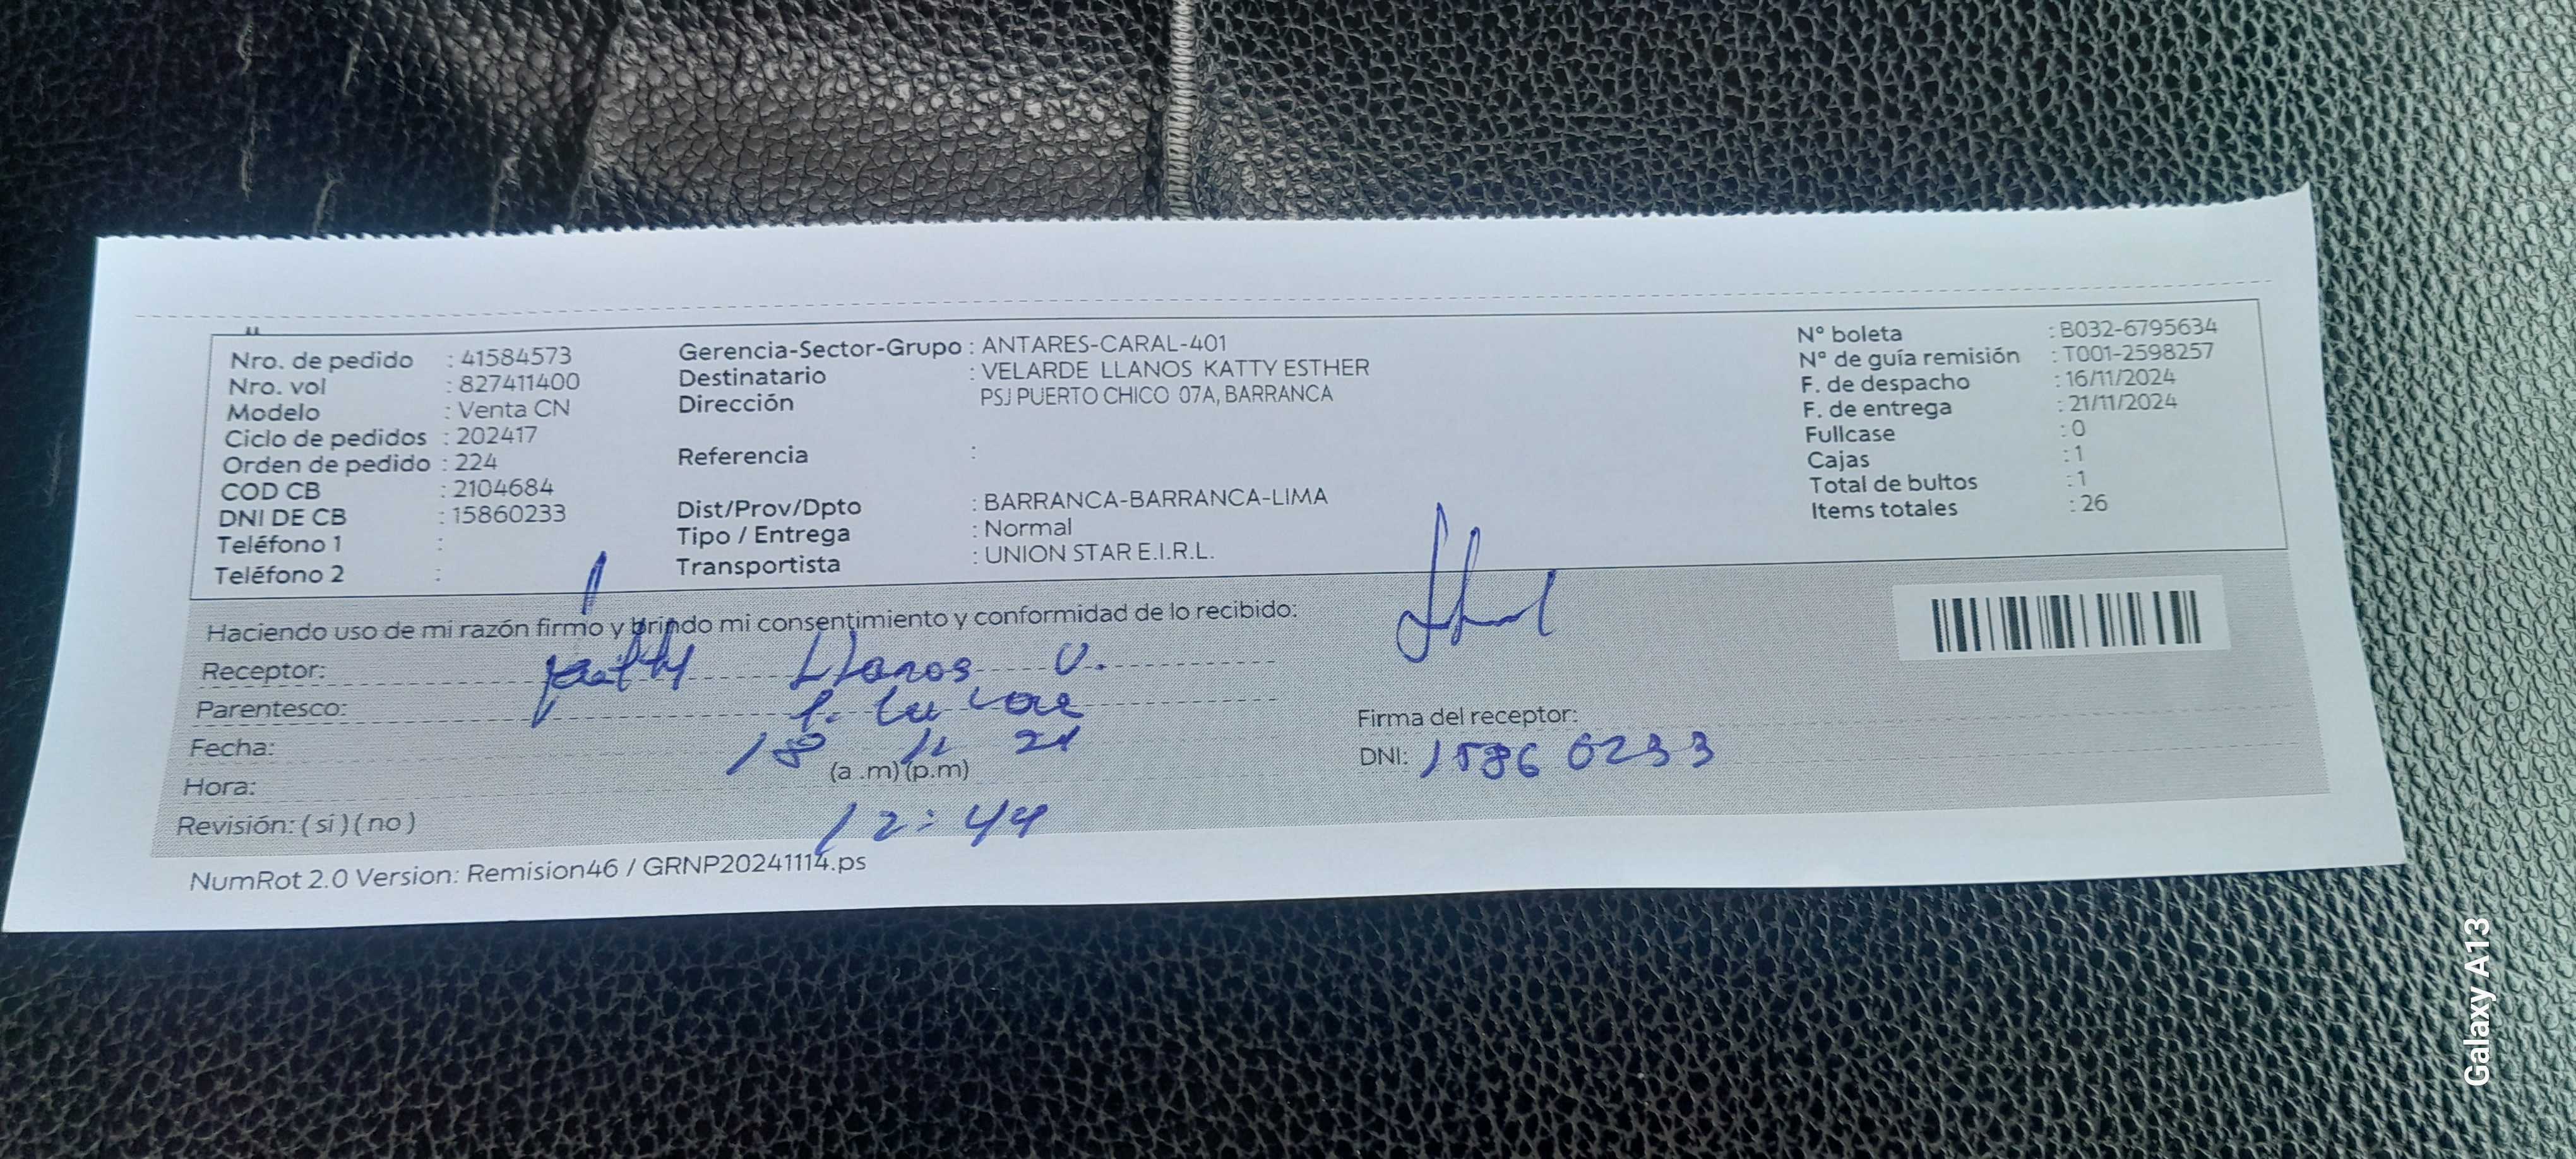 Nro. de pedido : 41584573
Nro. vol : 827411400
Modelo : Venta CN
Ciclo de pedidos : 202417
Orden de pedido : 224
COD CB : 2104684
DNI DE CB : 15860233
Teléfono 1 :
Teléfono 2 :
Gerencia-Sector-Grupo : ANTARES-CARAL-401
Destinatario : VELARDE LLANOS KATTY ESTHER
Dirección PSJ PUERTO CHICO 07A, BARRANCA
Referencia :
Dist/Prov/Dpto : BARRANCA-BARRANCA-LIMA
Tipo / Entrega : Normal
Transportista : UNION STAR E.I.R.L.
N° boleta : B032-6795634
N° de guía remisión : T001-2598257
F. de despacho : 16/11/2024
F. de entrega : 21/11/2024
Fullcase : 0
Cajas : 1
Total de bultos : 1
Items totales : 26
Haciendo uso de mi razón firmo y brindo mi consentimiento y conformidad de lo recibido:
Receptor: Katty Llanos V.
Parentesco:
Fecha: 18 11
Hora: (a .m) (p.m)
12:44
Revisión: ( si ) ( no )
Firma del receptor:
DNI: 15860233
NumRot 2.0 Version: Remision46 / GRNP20241114.ps
Galaxy A13